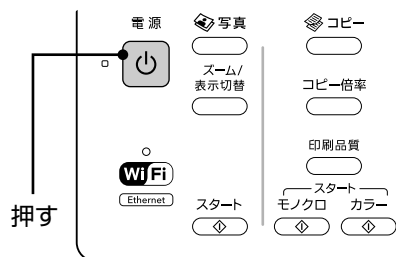 電源
写真
コピー
ズーム/
表示切替
コピー倍率
印刷品質
Wi Fi
Ethernet
押す
スタート
スタート
モノクロ カラー